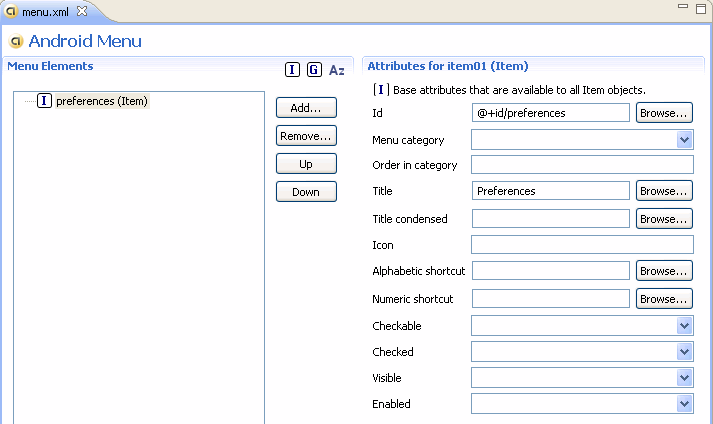 menu.xml
Android Menu
Menu Elements
I G Az
I preferences (Item)
Add...
Remove...
Up
Down
Attributes for item01 (Item)
I Base attributes that are available to all Item objects.
Id @+id/preferences Browse...
Menu category
Order in category
Title Preferences Browse...
Title condensed Browse...
Icon
Alphabetic shortcut Browse...
Numeric shortcut Browse...
Checkable
Checked
Visible
Enabled